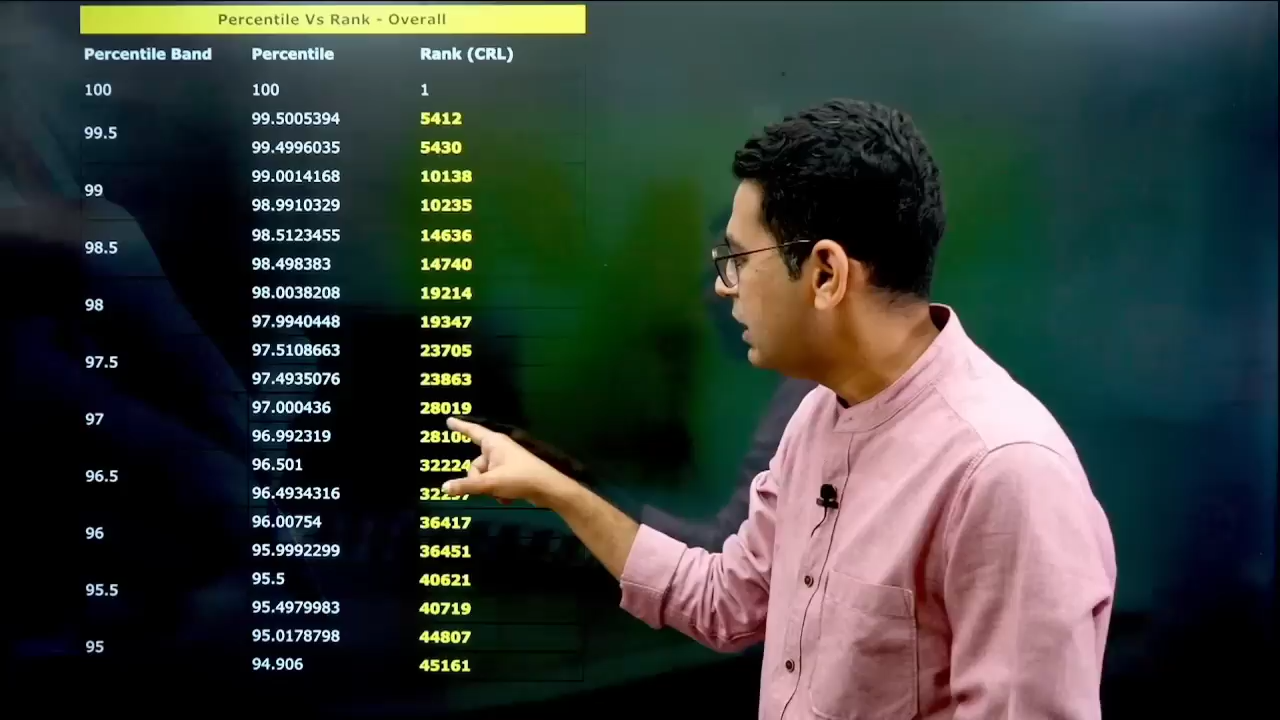 Percentile Vs Rank - Overall
Percentile Band Percentile Rank (CRL)
100 100 1
99.5 99.5005394 5412
99.4996035 5430
99 99.0014168 10138
98.9910329 10235
98.5 98.5123455 14636
98.498383 14740
98 98.0038208 19214
97.9940448 19347
97.5 97.5108663 23705
97.4935076 23863
97 97.000436 28019
96.992319
96.5 96.501 32224
96.4934316
96 96.00754 36417
95.9992299 36451
95.5 95.5 40621
95.4979983 40719
95 95.0178798 44807
94.906 45161